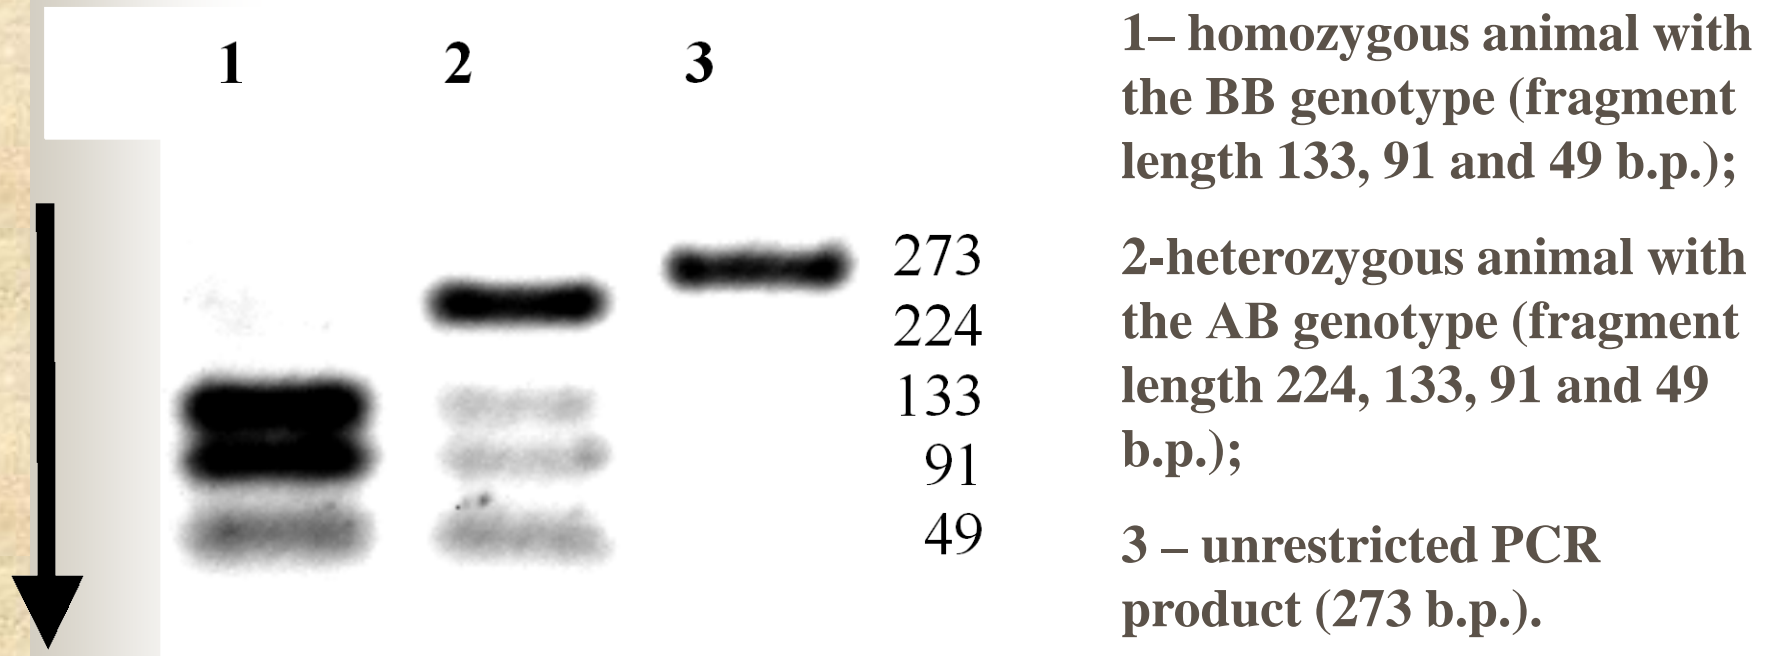 1 2 3
273
224
133
91
49
1– homozygous animal with
the BB genotype (fragment
length 133, 91 and 49 b.p.);
2-heterozygous animal with
the AB genotype (fragment
length 224, 133, 91 and 49
b.p.);
3 – unrestricted PCR
product (273 b.p.).